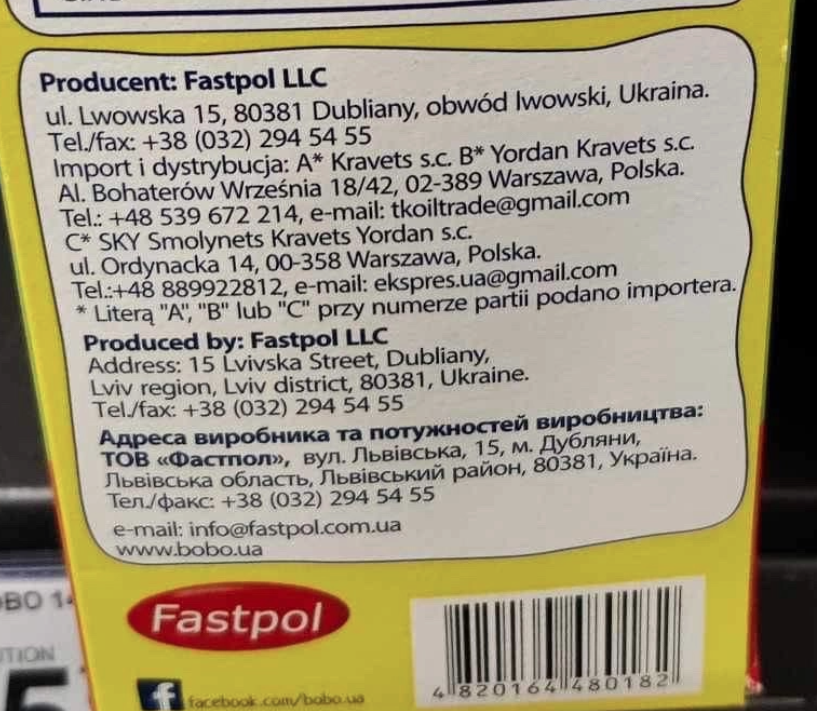 Producent: Fastpol LLC
ul. Lwowska 15, 80381 Dubliany, obwód lwowski, Ukraina.
Tel./fax: +38 (032) 294 54 55
Import i dystrybucja: A* Kravets s.c. B* Yordan Kravets s.c.
Al. Bohaterów Września 18/42, 02-389 Warszawa, Polska.
Tel.: +48 539 672 214, e-mail: tkoiltrade@gmail.com
C* SKY Smolynets Kravets Yordan s.c.
ul. Ordynacka 14, 00-358 Warszawa, Polska.
Tel.:+48 889922812, e-mail: ekspres.ua@gmail.com
* Literą "A", "B" lub "C" przy numerze partii podano importera.
Produced by: Fastpol LLC
Address: 15 Lvivska Street, Dubliany,
Lviv region, Lviv district, 80381, Ukraine.
Tel./fax: +38 (032) 294 54 55
Адреса виробника та потужностей виробництва:
ТОВ «Фастпол», вул. Львівська, 15, м. Дубляни,
Львівська область, Львівський район, 80381, Україна.
Тел./факс: +38 (032) 294 54 55
e-mail: info@fastpol.com.ua
www.bobo.ua
Fastpol
facebook.com/bobo.ua
4 820164 480182